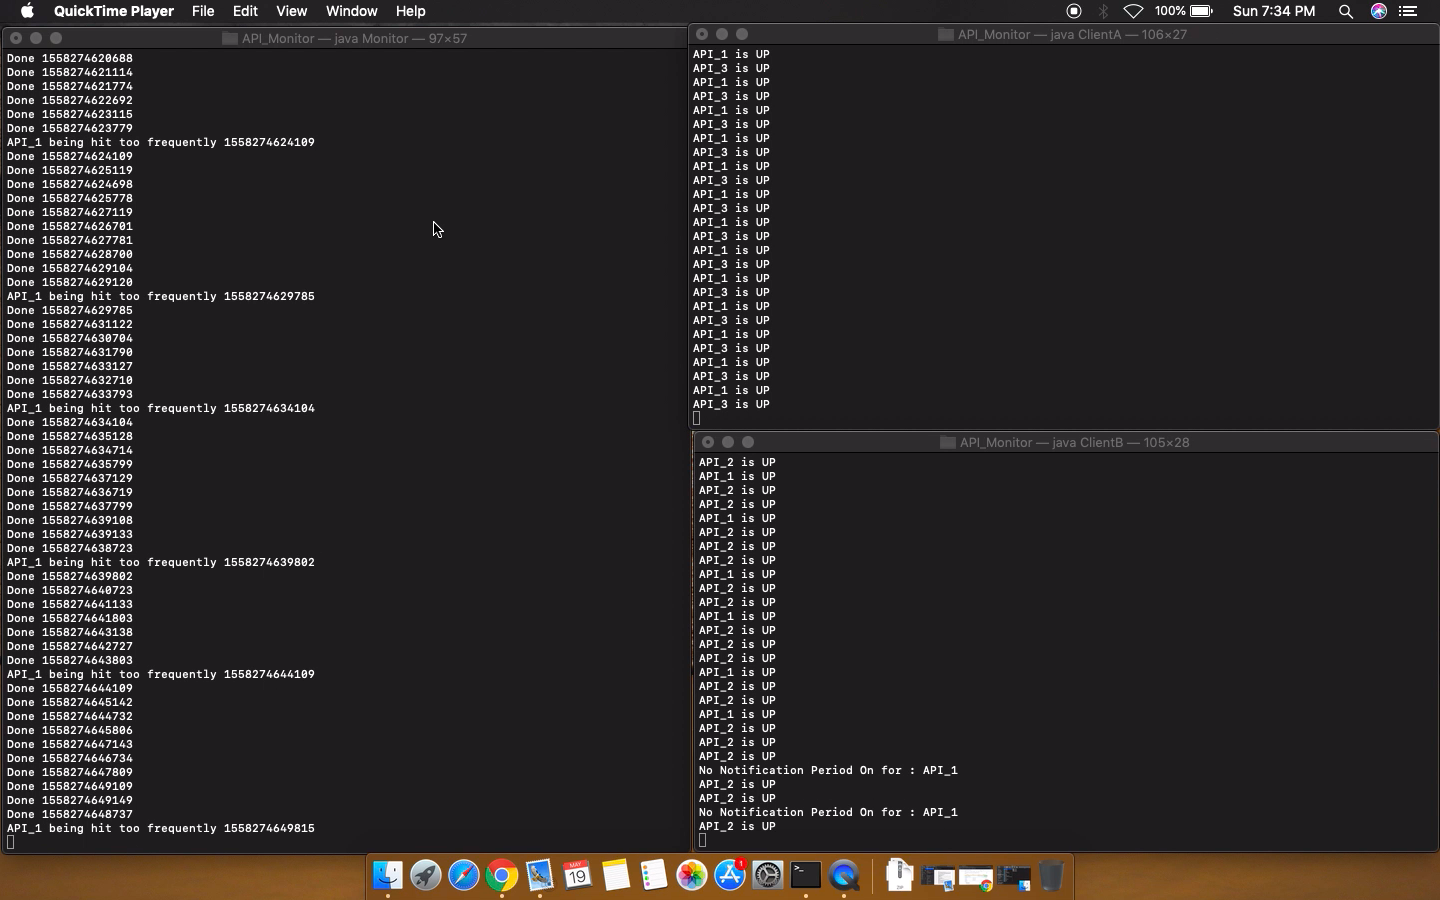 QuickTime Player File Edit View Window Help 100% Sun 7:34 PM
API_Monitor — java Monitor — 97×57
Done 1558274620688
Done 1558274621114
Done 1558274621774
Done 1558274622692
Done 1558274623115
Done 1558274623779
API_1 being hit too frequently 1558274624109
Done 1558274624109
Done 1558274625119
Done 1558274624698
Done 1558274625778
Done 1558274627119
Done 1558274626701
Done 1558274627781
Done 1558274628700
Done 1558274629104
Done 1558274629120
API_1 being hit too frequently 1558274629785
Done 1558274629785
Done 1558274631122
Done 1558274630704
Done 1558274631790
Done 1558274633127
Done 1558274632710
Done 1558274633793
API_1 being hit too frequently 1558274634104
Done 1558274634104
Done 1558274635128
Done 1558274634714
Done 1558274635799
Done 1558274637129
Done 1558274636719
Done 1558274637799
Done 1558274639108
Done 1558274639133
Done 1558274638723
API_1 being hit too frequently 1558274639802
Done 1558274639802
Done 1558274640723
Done 1558274641133
Done 1558274641803
Done 1558274643138
Done 1558274642727
Done 1558274643803
API_1 being hit too frequently 1558274644109
Done 1558274644109
Done 1558274645142
Done 1558274644732
Done 1558274645806
Done 1558274647143
Done 1558274646734
Done 1558274647809
Done 1558274649109
Done 1558274649149
Done 1558274648737
API_1 being hit too frequently 1558274649815
API_Monitor — java ClientA — 106×27
API_1 is UP
API_3 is UP
API_1 is UP
API_3 is UP
API_1 is UP
API_3 is UP
API_1 is UP
API_3 is UP
API_1 is UP
API_3 is UP
API_1 is UP
API_3 is UP
API_1 is UP
API_3 is UP
API_1 is UP
API_3 is UP
API_1 is UP
API_3 is UP
API_1 is UP
API_3 is UP
API_1 is UP
API_3 is UP
API_1 is UP
API_3 is UP
API_1 is UP
API_3 is UP
API_Monitor — java ClientB — 105×28
API_2 is UP
API_1 is UP
API_2 is UP
API_2 is UP
API_1 is UP
API_2 is UP
API_2 is UP
API_2 is UP
API_1 is UP
API_2 is UP
API_2 is UP
API_1 is UP
API_2 is UP
API_2 is UP
API_2 is UP
API_1 is UP
API_2 is UP
API_2 is UP
API_1 is UP
API_2 is UP
API_2 is UP
API_2 is UP
No Notification Period On for : API_1
API_2 is UP
API_2 is UP
No Notification Period On for : API_1
API_2 is UP
MAY
19
1
ZIP